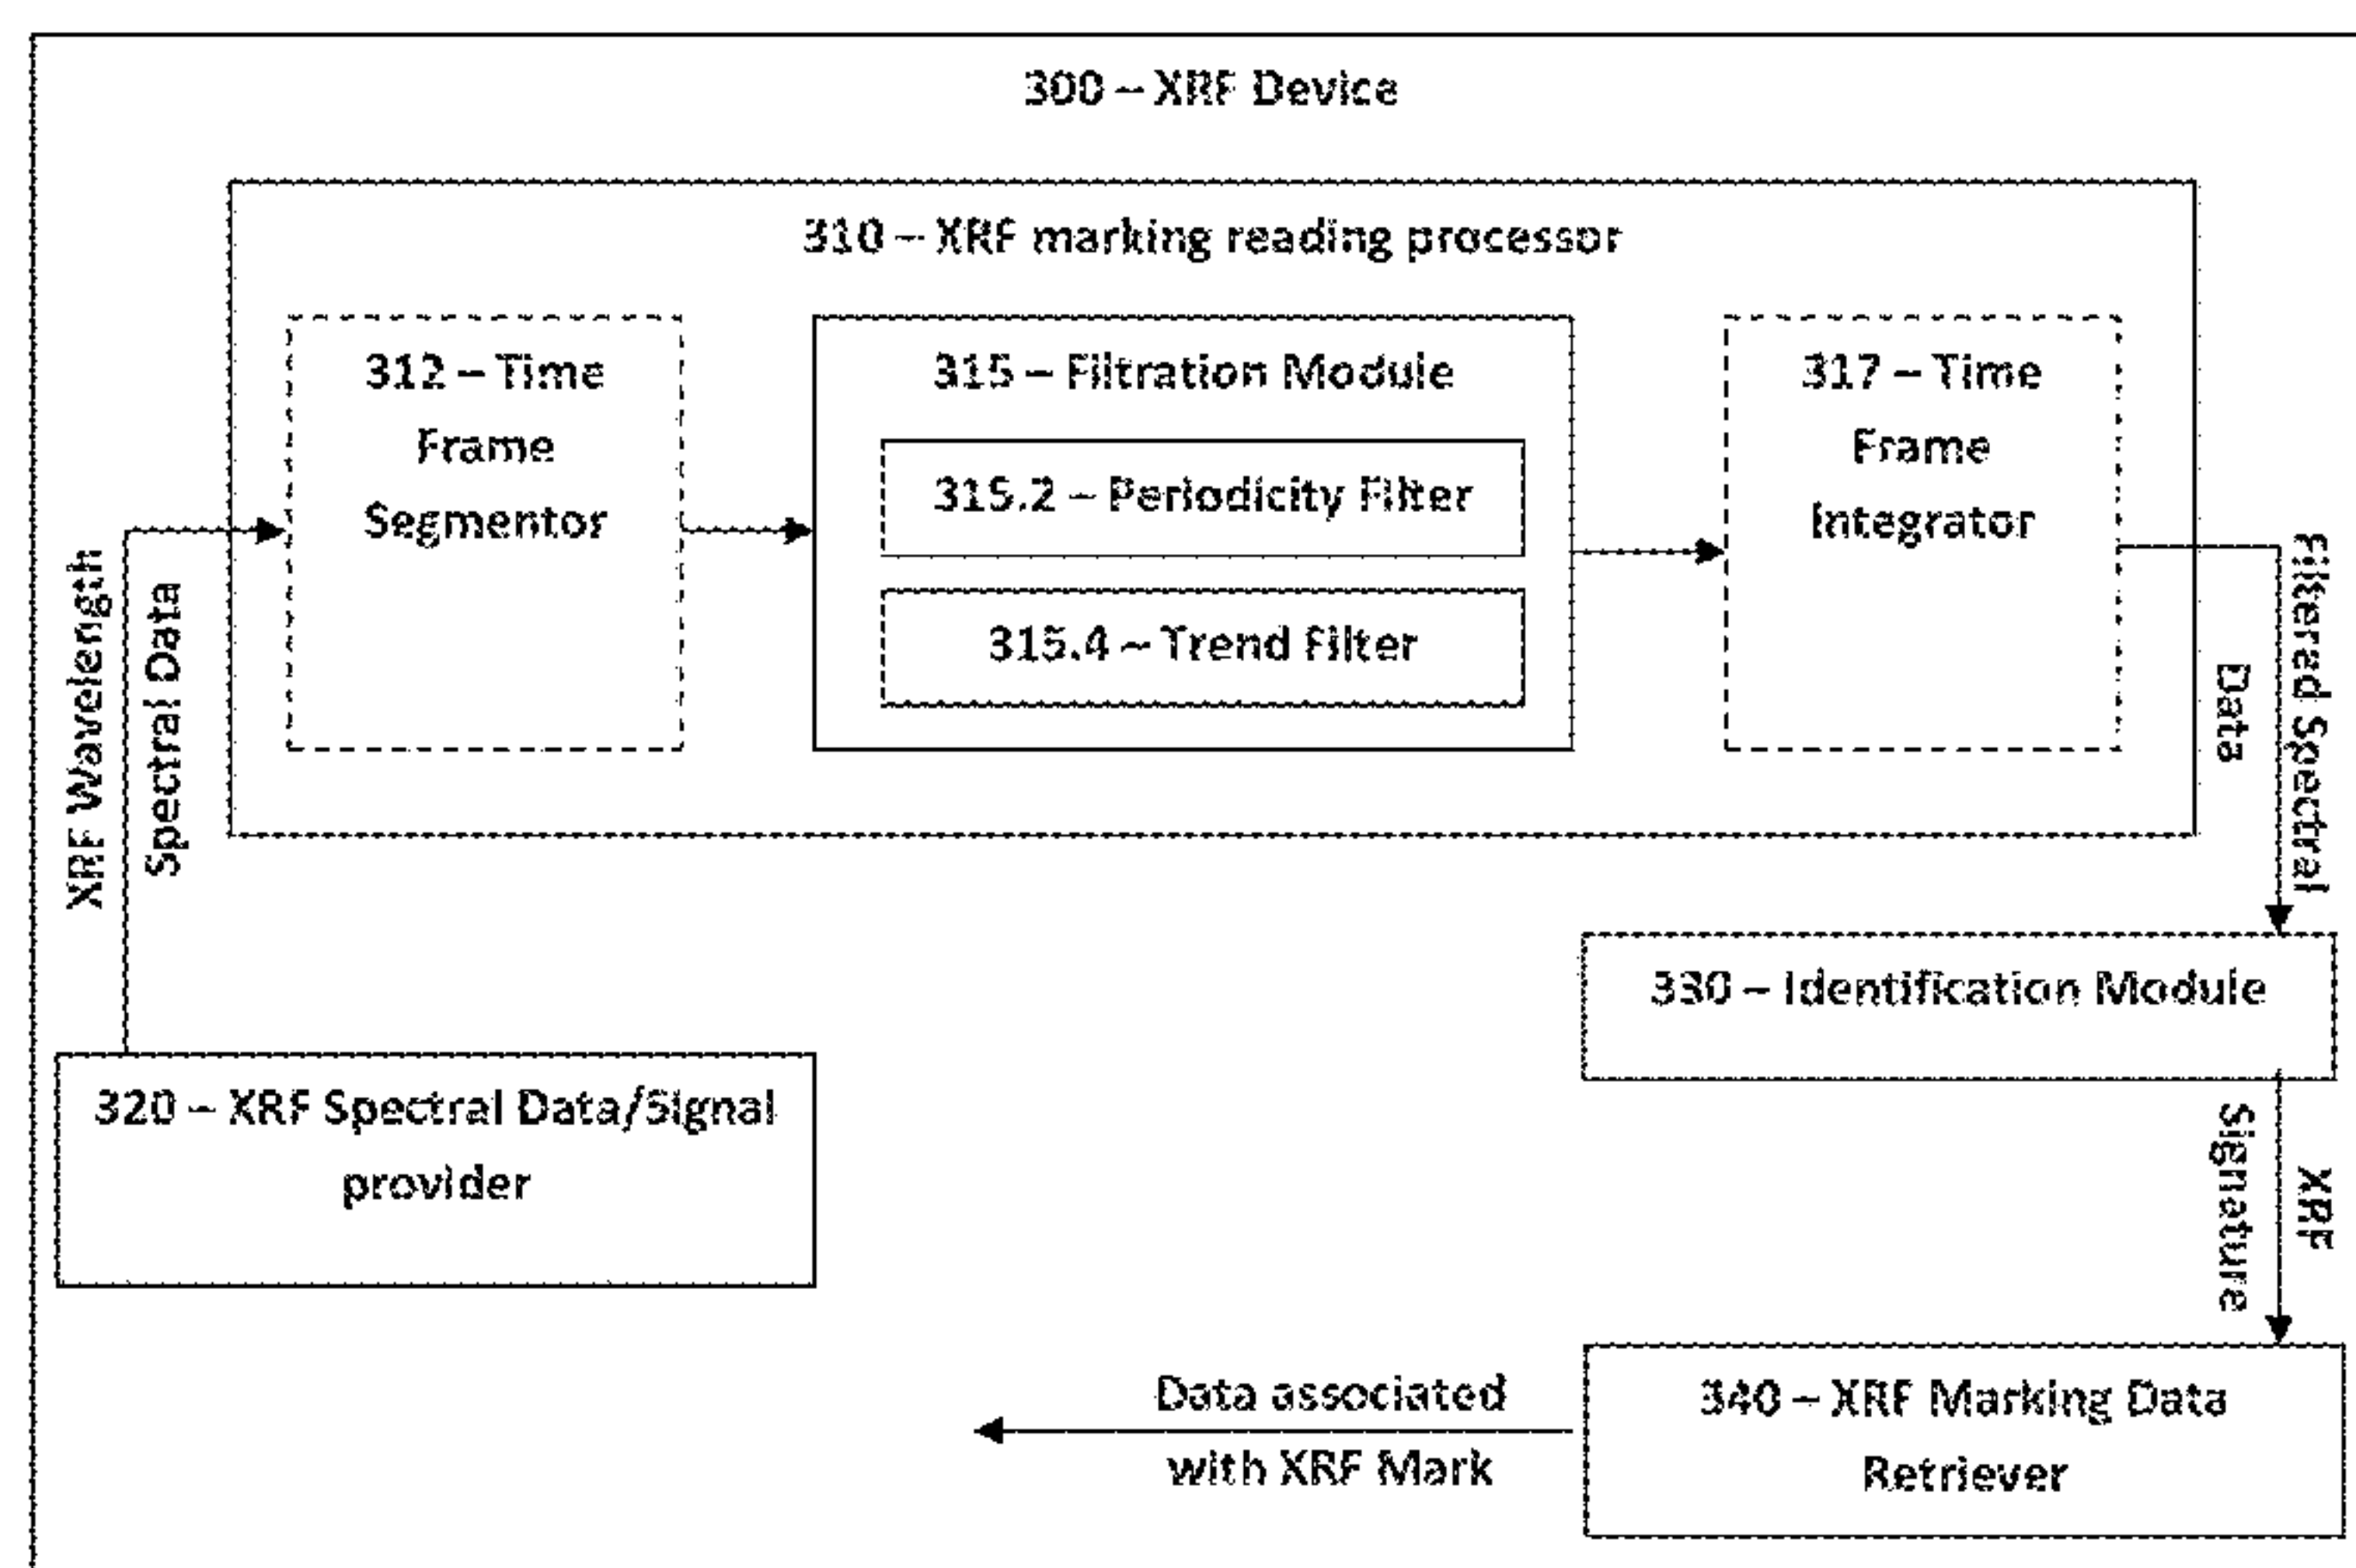 300 – XRF Device
310 – XRF marking reading processor
312 – Time
Frame
Segmentor
315 – Filtration Module
315.2 – Periodicity Filter
315.4 – Trend Filter
317 – Time
Frame
Integrator
XRF Wavelength
Spectral Data
Filtered Spectral
Data
330 – Identification Module
320 – XRF Spectral Data/Signal
provider
XRF
Signature
340 – XRF Marking Data
Retriever
Data associated
with XRF Mark